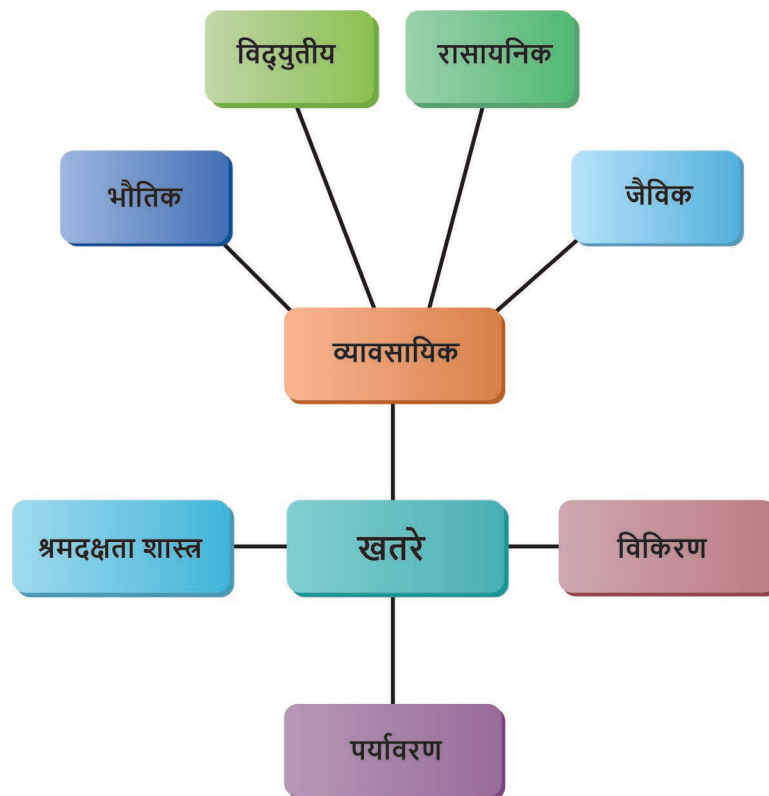 विद्‌युतीय
रासायनिक
भौतिक
जैविक
व्यावसायिक
श्रमदक्षता शास्त्र
खतरे
विकिरण
पर्यावरण